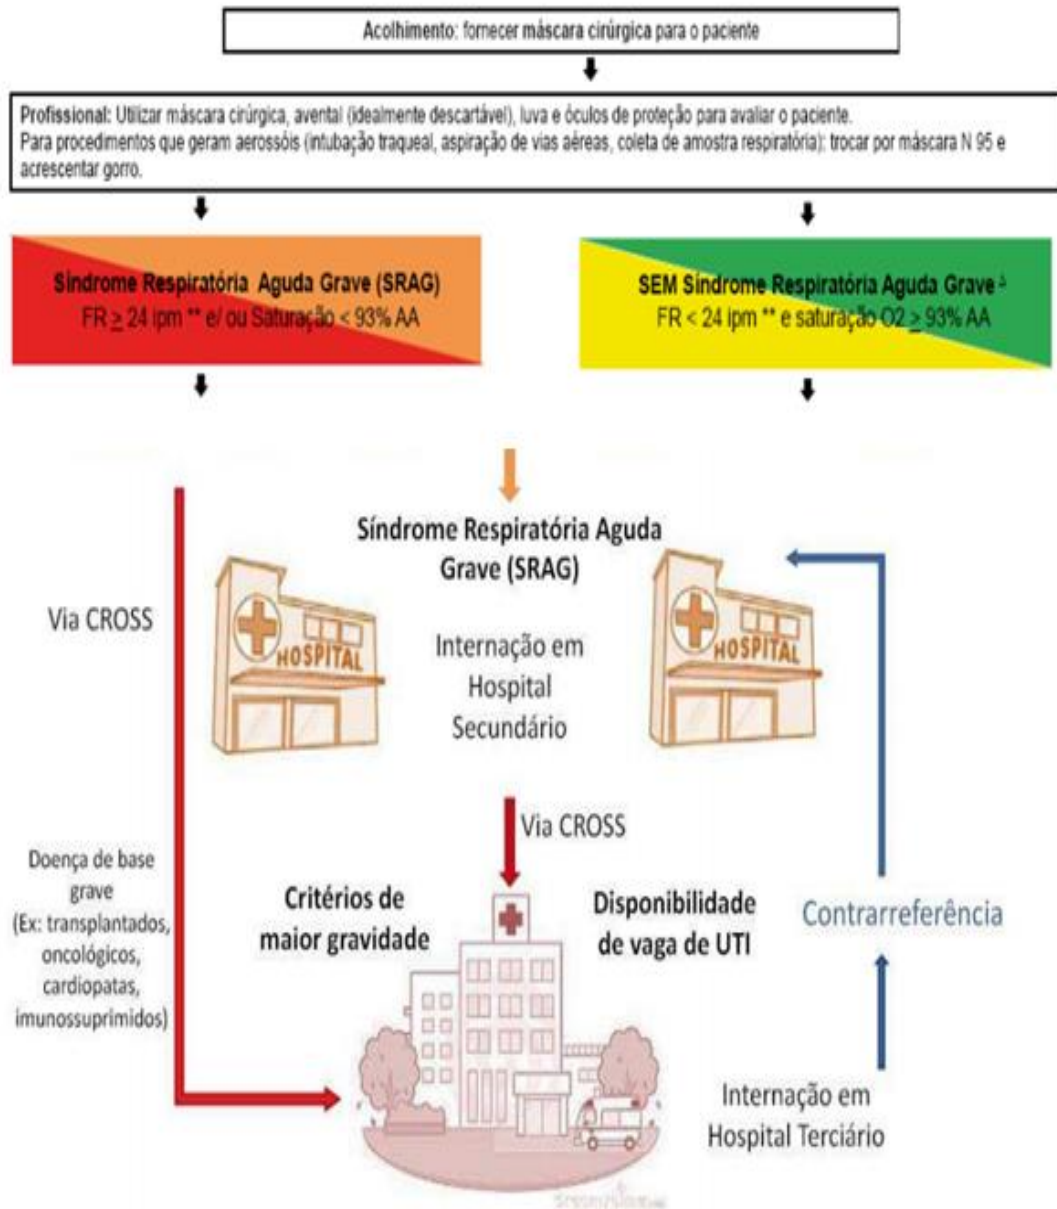 Acolhimento: fornecer máscara cirúrgica para o paciente
Profissional: Utilizar máscara cirúrgica, avental (idealmente descartável), luva e óculos de proteção para avaliar o paciente.
Para procedimentos que geram aerossóis (intubação traqueal, aspiração de vias aéreas, coleta de amostra respiratória): trocar por máscara N 95 e
acrescentar gorro.
Síndrome Respiratória Aguda Grave (SRAG)
FR ≥ 24 ipm ** e/ ou Saturação < 93% AA
SEM Síndrome Respiratória Aguda Grave
FR < 24 ipm ** e saturação O2 ≥ 93% AA
Síndrome Respiratória Aguda
Grave (SRAG)
Via CROSS
HOSPITAL
HOSPITAL
Internação em
Hospital
Secundário
Via CROSS
Doença de base
grave
(Ex: transplantados,
oncológicos,
cardiopatas,
imunossuprimidos)
Critérios de
maior gravidade
Disponibilidade
de vaga de UTI
Contrarreferência
Internação em
Hospital Terciário